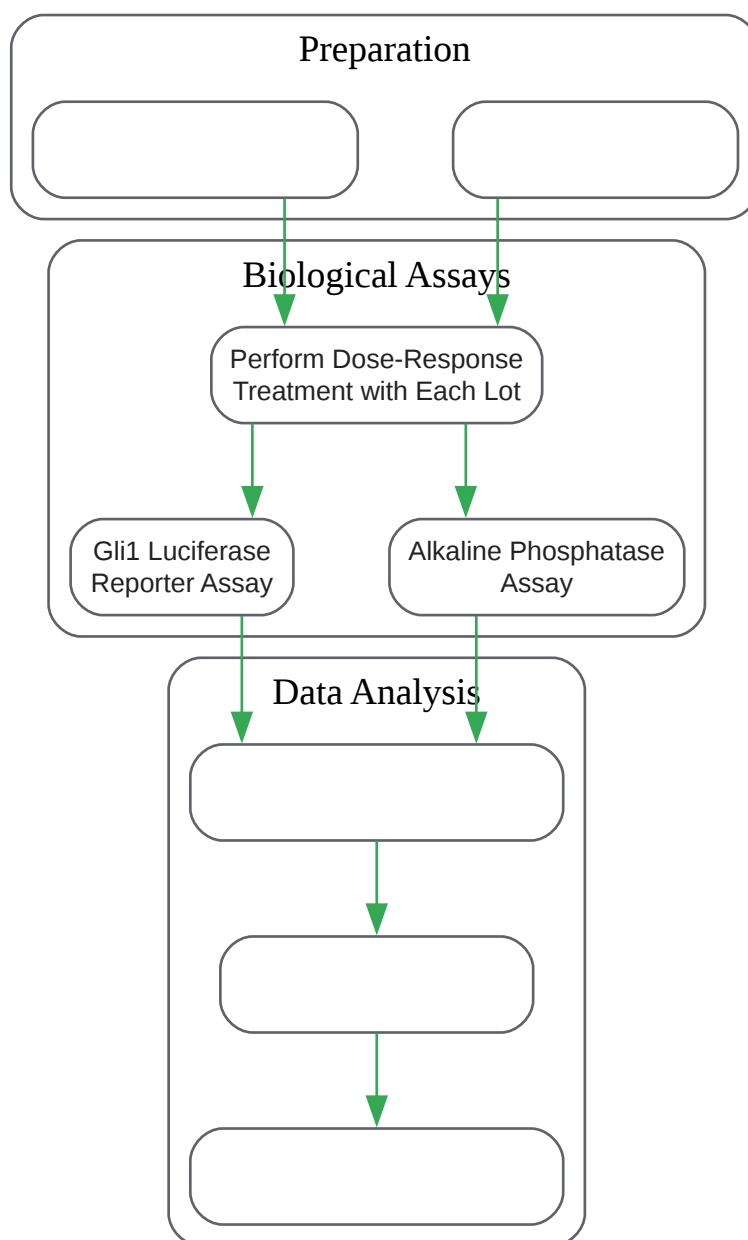 Preparation
Biological Assays
Perform Dose-Response
Treatment with Each Lot
Gli1 Luciferase
Reporter Assay
Alkaline Phosphatase
Assay
Data Analysis